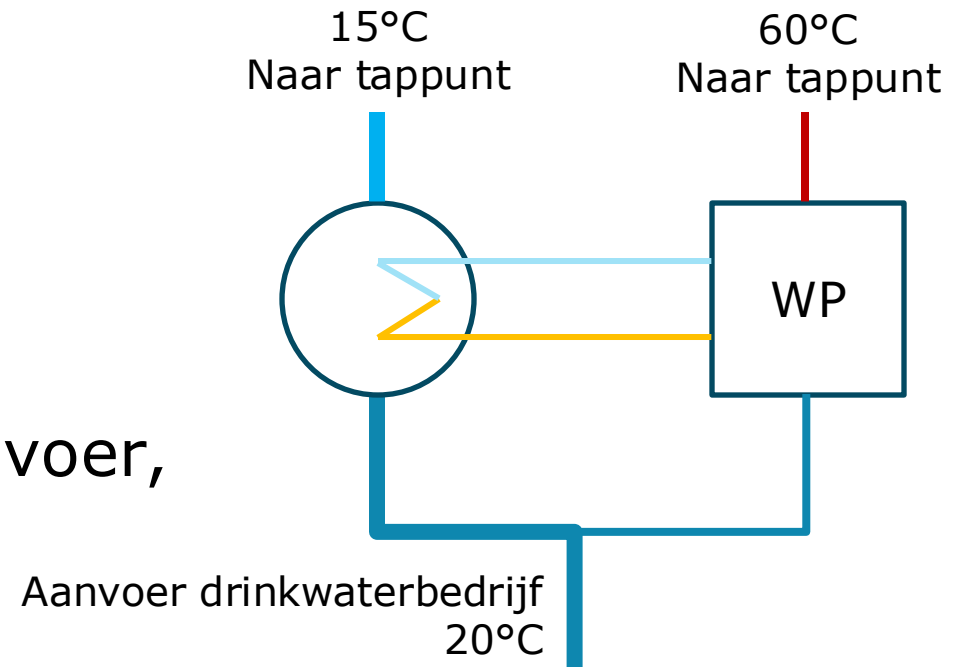 15°C
Naar tappunt
60°C
Naar tappunt
WP
voer,
Aanvoer drinkwaterbedrijf
20°C